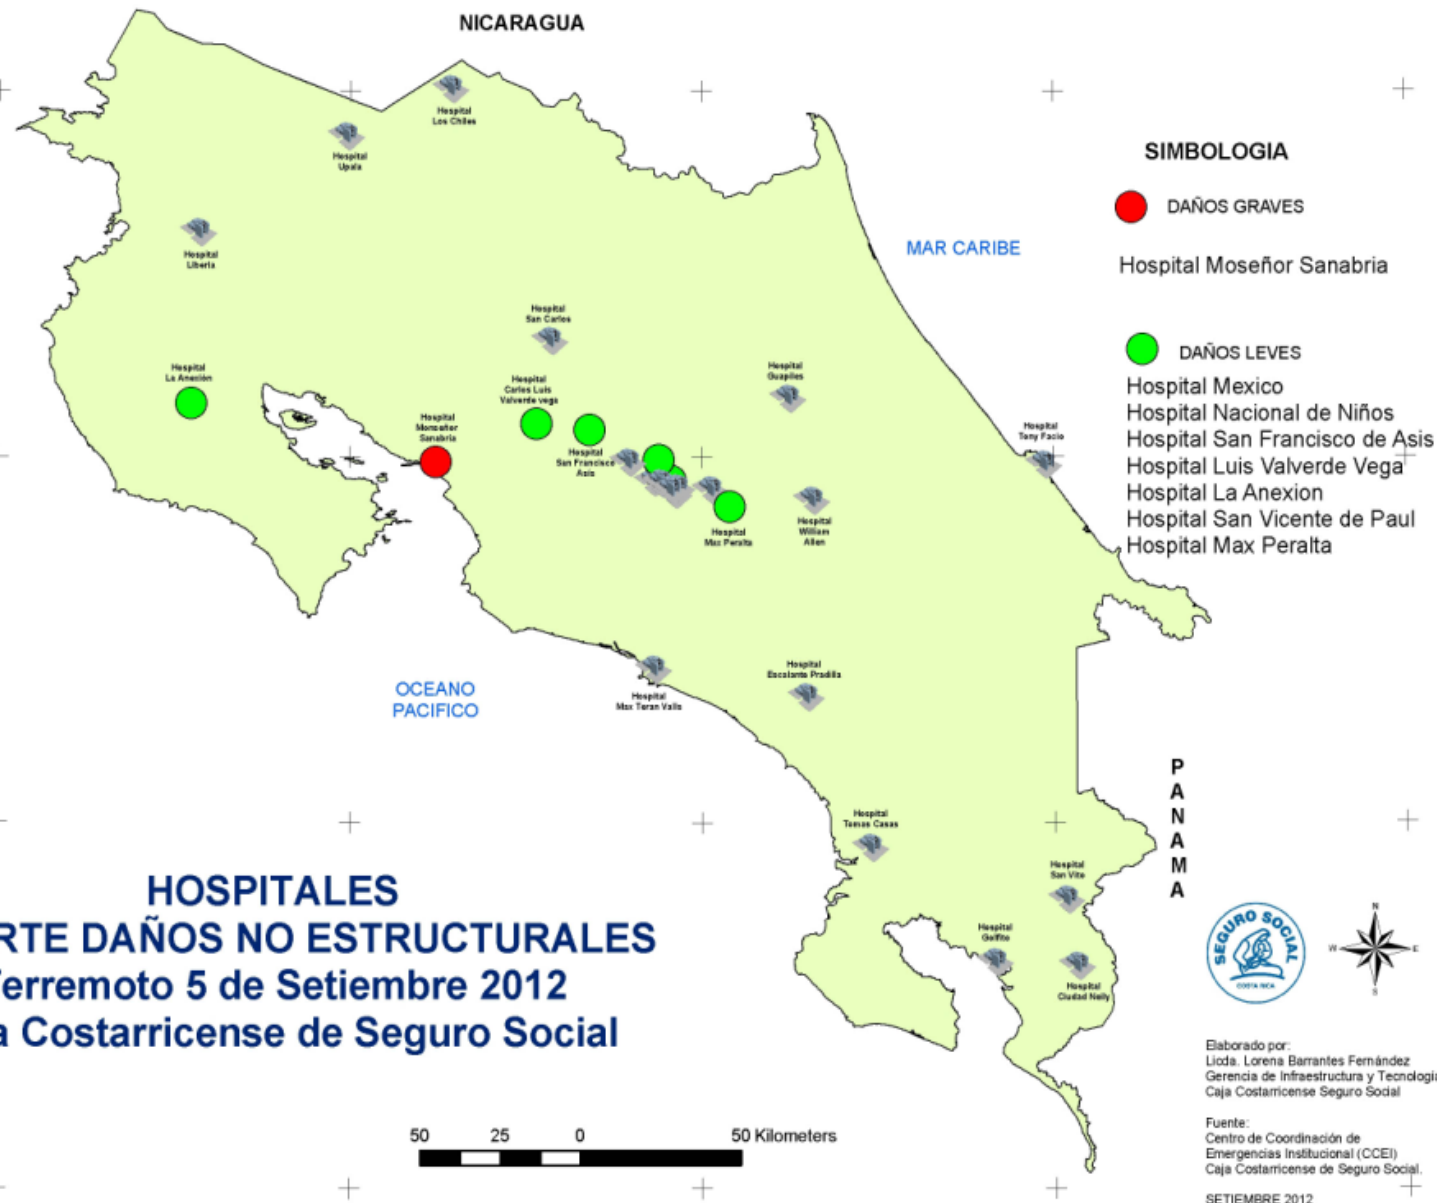 NICARAGUA
Hospital
Los Chiles
Hospital
Upala
Hospital
Liberia
SIMBOLOGIA
DAÑOS GRAVES
Hospital Moseñor Sanabria
MAR CARIBE
DAÑOS LEVES
Hospital Mexico
Hospital Nacional de Niños
Hospital San Francisco de Asis
Hospital Luis Valverde Vega
Hospital La Anexion
Hospital San Vicente de Paul
Hospital Max Peralta
Hospital
San Carlos
Hospital
La Anexión
Hospital
Carlos Luis
Valverde vega
Hospital
Guapiles
Hospital
Monseñor
Sanabria
Hospital
San Francisco
Asis
Hospital
Tony Facio
Hospital
Max Peralta
Hospital
William
Allen
Hospital
Max Teran Valls
Hospital
Escalante Pradilla
OCEANO
PACIFICO
PANAMA
Hospital
Tomas Casas
Hospital
San Vito
Hospital
Golfito
Hospital
Ciudad Neily
HOSPITALES
RTE DAÑOS NO ESTRUCTURALES
erremoto 5 de Setiembre 2012
a Costarricense de Seguro Social
SEGURO SOCIAL
COSTA RICA
N
W
E
S
50 25 0 50 Kilometers
Elaborado por:
Licda. Lorena Barrantes Fernández
Gerencia de Infraestructura y Tecnologia
Caja Costarricense Seguro Social
Fuente:
Centro de Coordinación de
Emergencias Institucional (CCEI)
Caja Costarricense de Seguro Social.
SETIEMBRE 2012